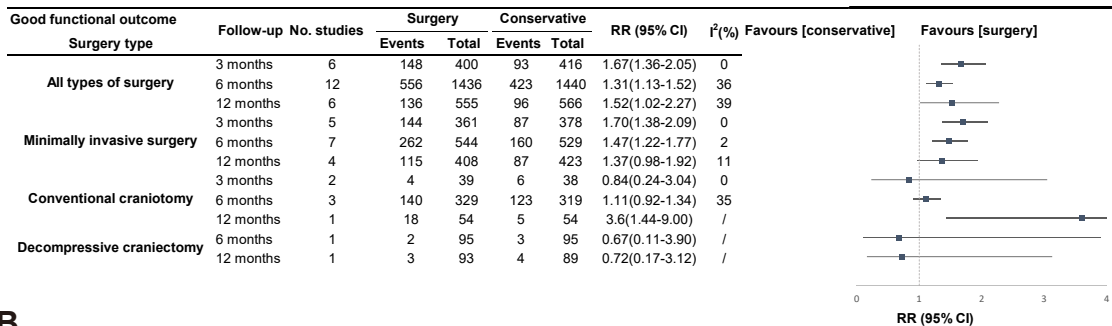 Good functional outcome Surgery Conservative
Surgery type Follow-up No. studies Events Total Events Total RR (95% CI) I²(%) Favours [conservative] Favours [surgery]
3 months 6 148 400 93 416 1.67(1.36-2.05) 0
All types of surgery 6 months 12 556 1436 423 1440 1.31(1.13-1.52) 36
12 months 6 136 555 96 566 1.52(1.02-2.27) 39
3 months 5 144 361 87 378 1.70(1.38-2.09) 0
Minimally invasive surgery 6 months 7 262 544 160 529 1.47(1.22-1.77) 2
12 months 4 115 408 87 423 1.37(0.98-1.92) 11
3 months 2 4 39 6 38 0.84(0.24-3.04) 0
Conventional craniotomy 6 months 3 140 329 123 319 1.11(0.92-1.34) 35
12 months 1 18 54 5 54 3.6(1.44-9.00) /
Decompressive craniectomy 6 months 1 2 95 3 95 0.67(0.11-3.90) /
12 months 1 3 93 4 89 0.72(0.17-3.12) /
0 1 2 3 4
RR (95% CI)
B